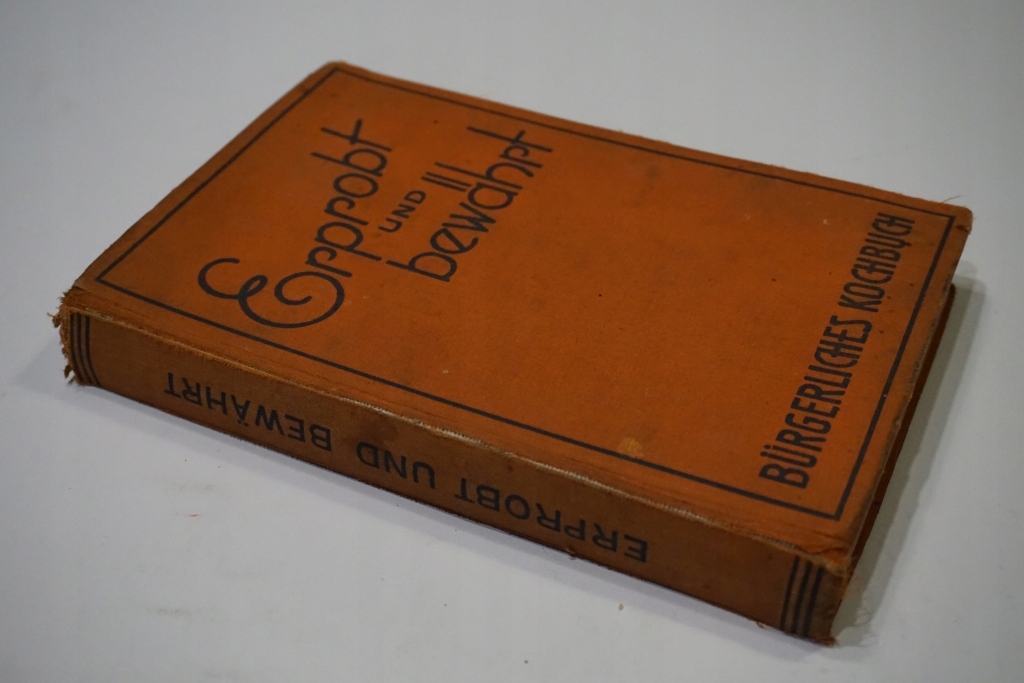 Erprobt
UND
bewährt
BÜRGERLICHES KOCHBUCH
ERPROBT UND BEWÄHRT